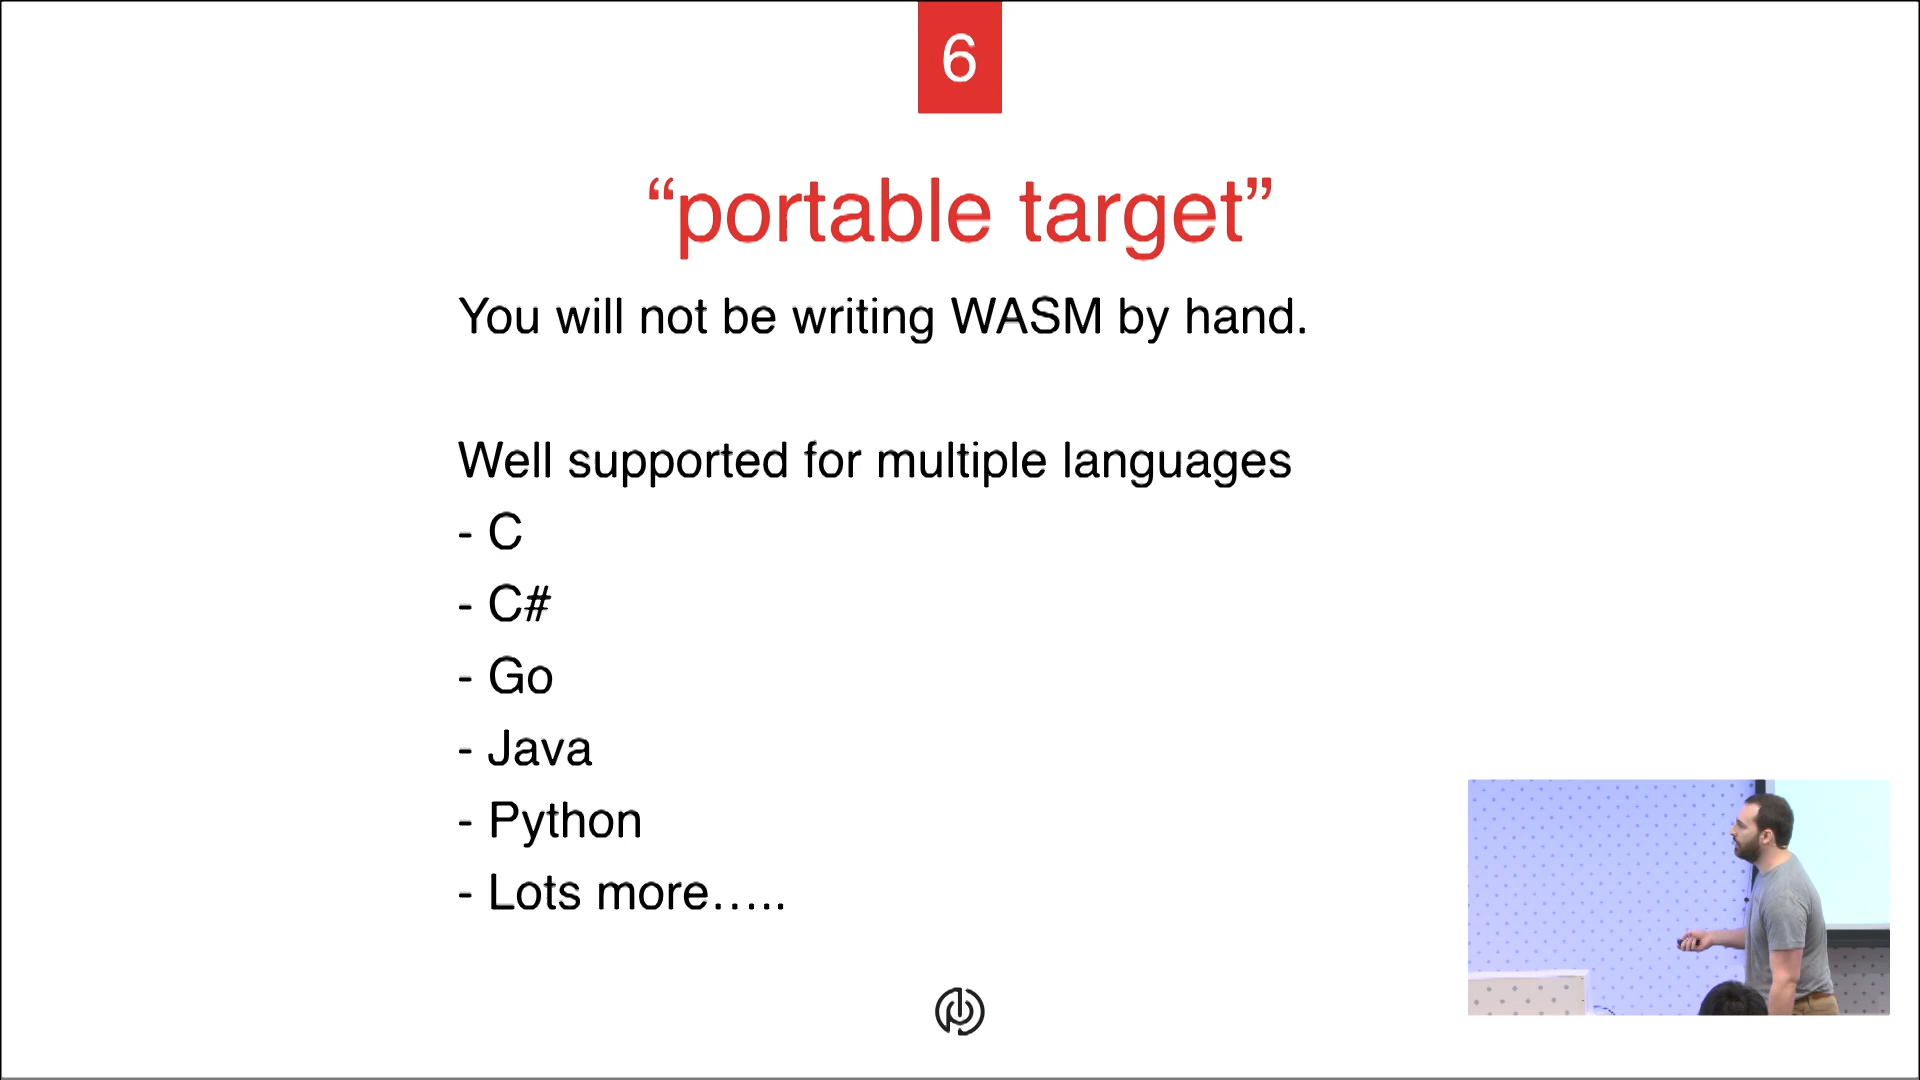 6
“portable target”
You will not be writing WASM by hand.
Well supported for multiple languages
- C
- C#
- Go
- Java
- Python
- Lots more…..